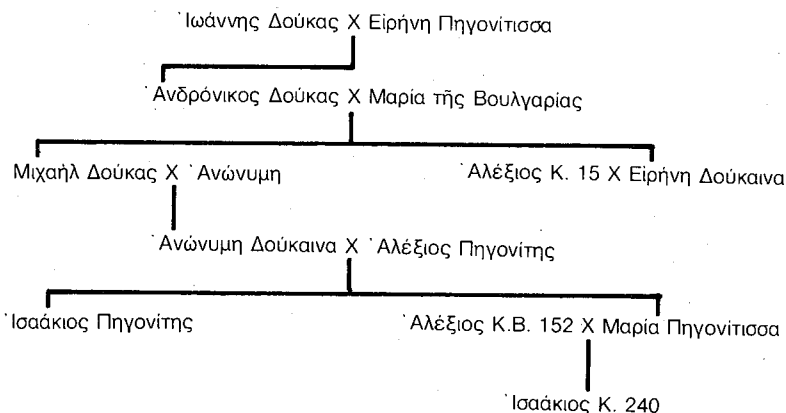 Ἰωάννης Δούκας Χ Εἰρήνη Πηγονίτισσα
Ἀνδρόνικος Δούκας Χ Μαρία τῆς Βουλγαρίας
Μιχαὴλ Δούκας Χ Ἀνώνυμη Ἀλέξιος Κ. 15 Χ Εἰρήνη Δούκαινα
Ἀνώνυμη Δούκαινα Χ Ἀλέξιος Πηγονίτης
Ἰσαάκιος Πηγονίτης Ἀλέξιος Κ.Β. 152 Χ Μαρία Πηγονίτισσα
Ἰσαάκιος Κ. 240